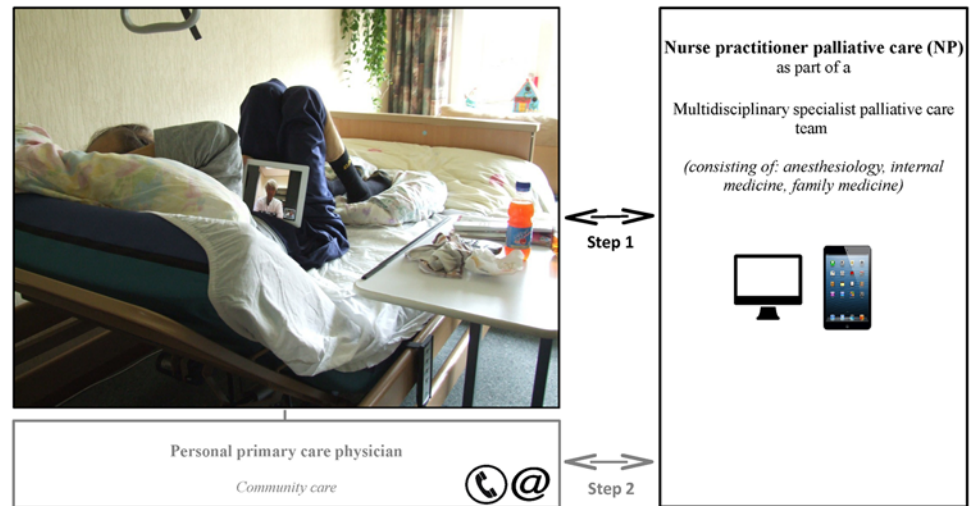 Nurse practitioner palliative care (NP)
as part of a
Multidisciplinary specialist palliative care
team
(consisting of: anesthesiology, internal
medicine, family medicine)
Step 1
Personal primary care physician
Community care
@
Step 2